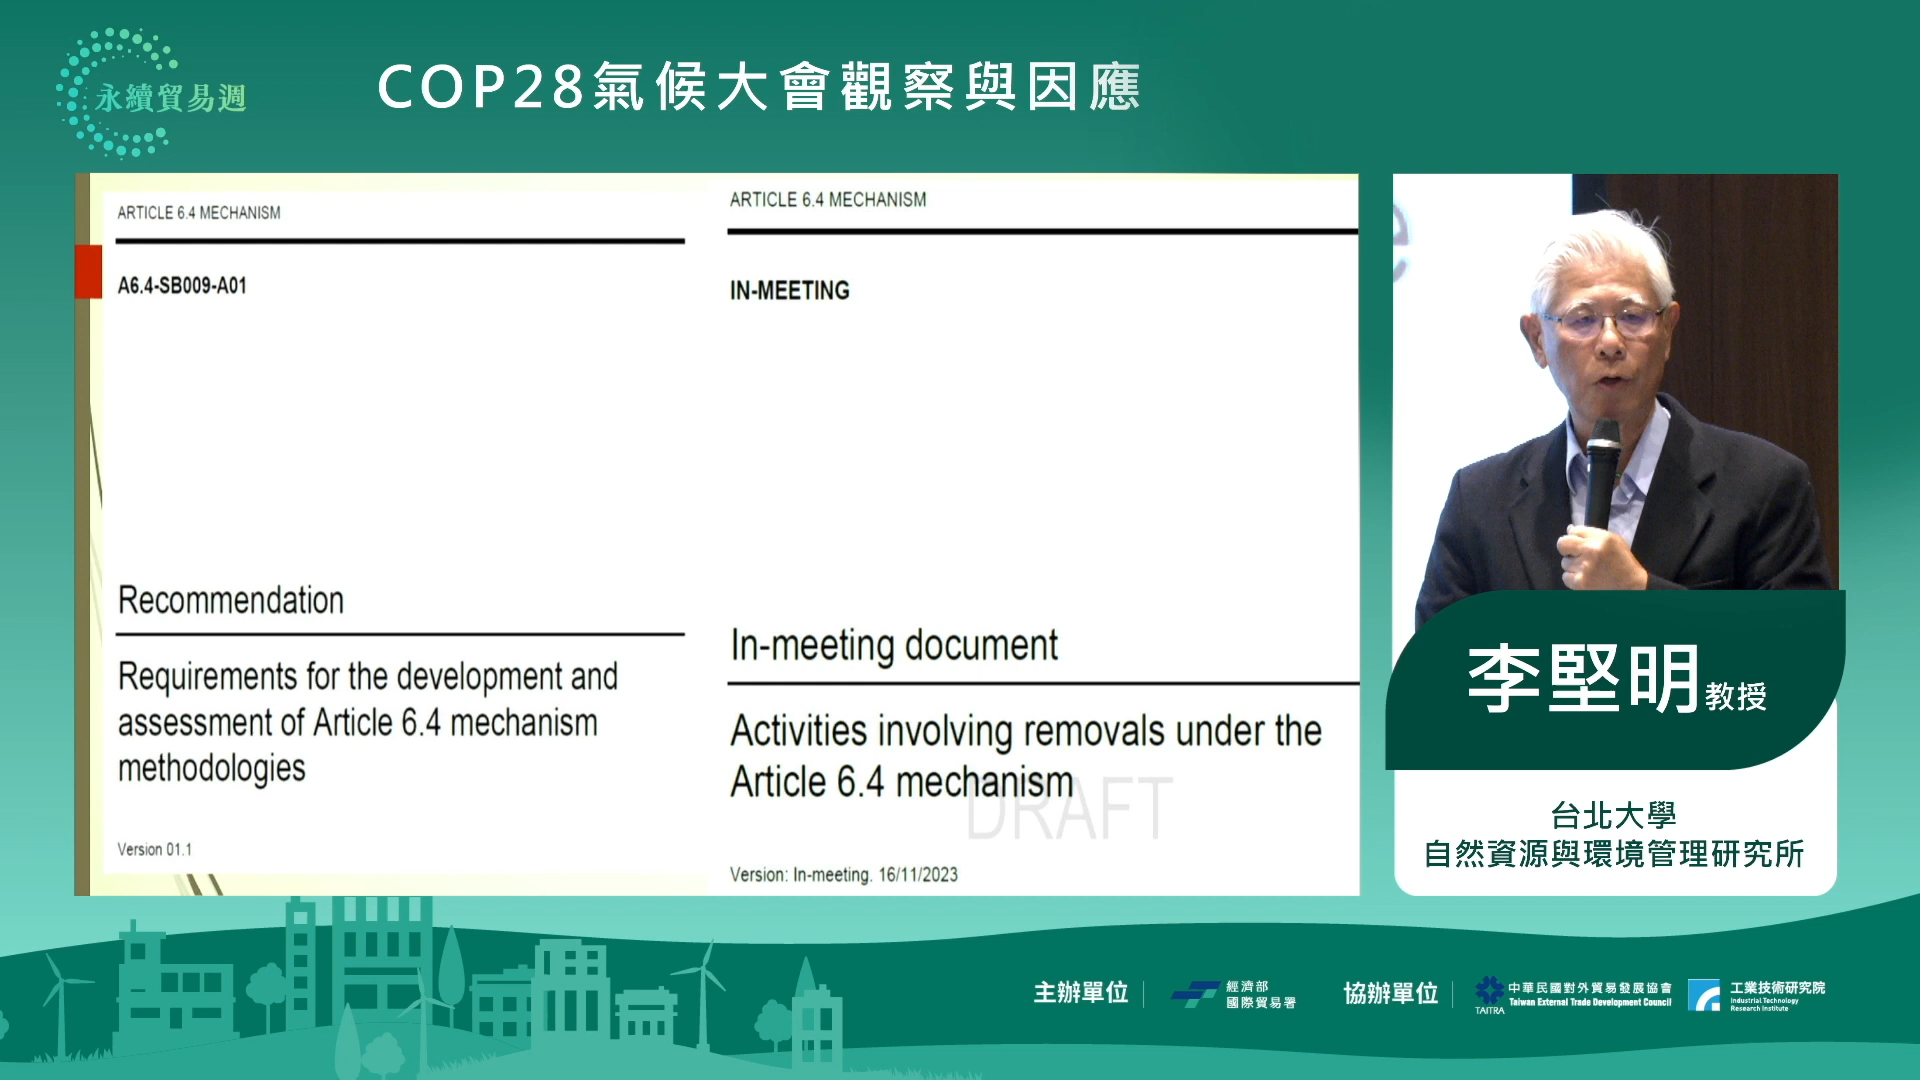 永續貿易週
COP28氣候大會觀察與因應
ARTICLE 6.4 MECHANISM
A6.4-SB009-A01
Recommendation
Requirements for the development and
assessment of Article 6.4 mechanism
methodologies
Version 01.1
ARTICLE 6.4 MECHANISM
IN-MEETING
In-meeting document
Activities involving removals under the
Article 6.4 mechanism
DRAFT
Version: In-meeting. 16/11/2023
李堅明教授
台北大學
自然資源與環境管理研究所
主辦單位
經濟部
國際貿易署
協辦單位
TAITRA
中華民國對外貿易發展協會
Taiwan External Trade Development Council
工業技術研究院
Industrial Technology
Research Institute